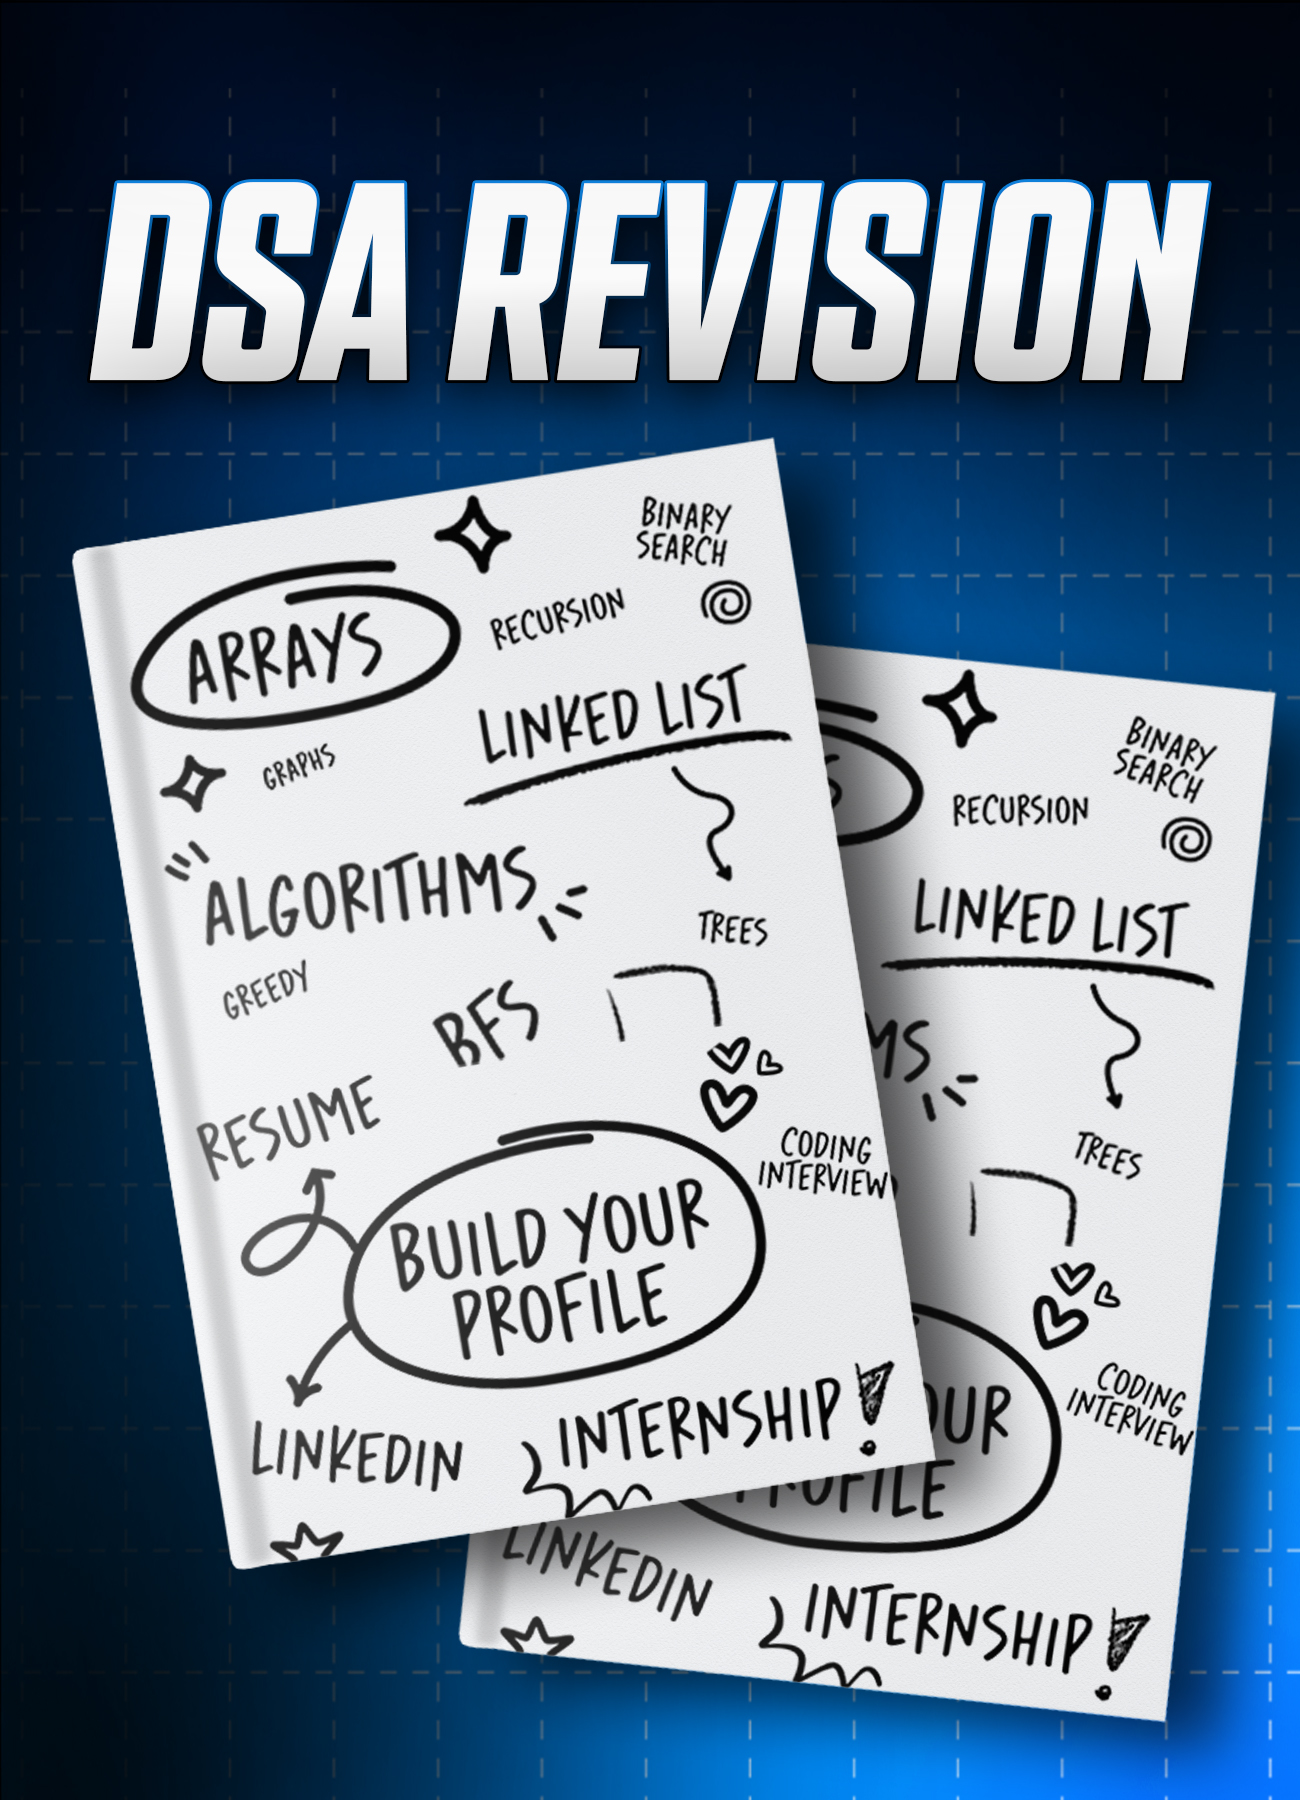 DSA REVISION
BINARY
SEARCH
RECURSION
ARRAYS
LINKED LIST
GRAPHS
ALGORITHMS
TREES
GREEDY
BFS
RESUME
CODING
INTERVIEW
BUILD YOUR
PROFILE
INTERNSHIP!
LINKEDIN
BINARY
SEARCH
RECURSION
S
LINKED LIST
MS
TREES
CODING
INTERVIEW
OUR
PROFILE
LINKEDIN
INTERNSHIP!